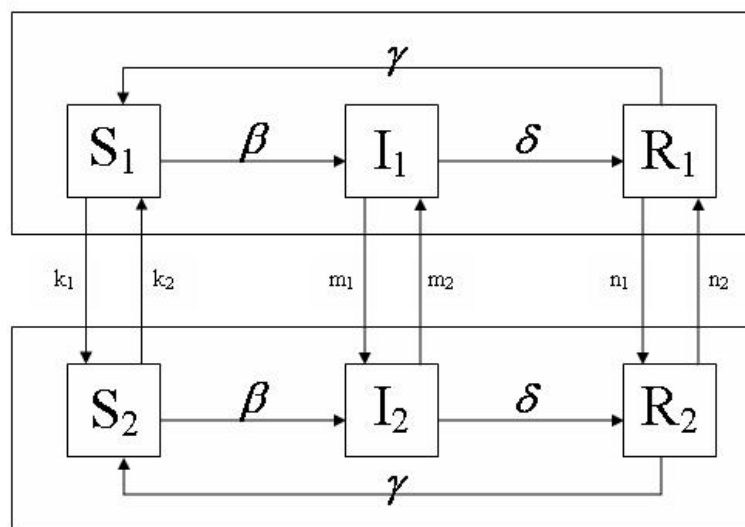 γ
S₁ β I₁ δ R₁
k₁ k₂ m₁ m₂ n₁ n₂
S₂ β I₂ δ R₂
γ